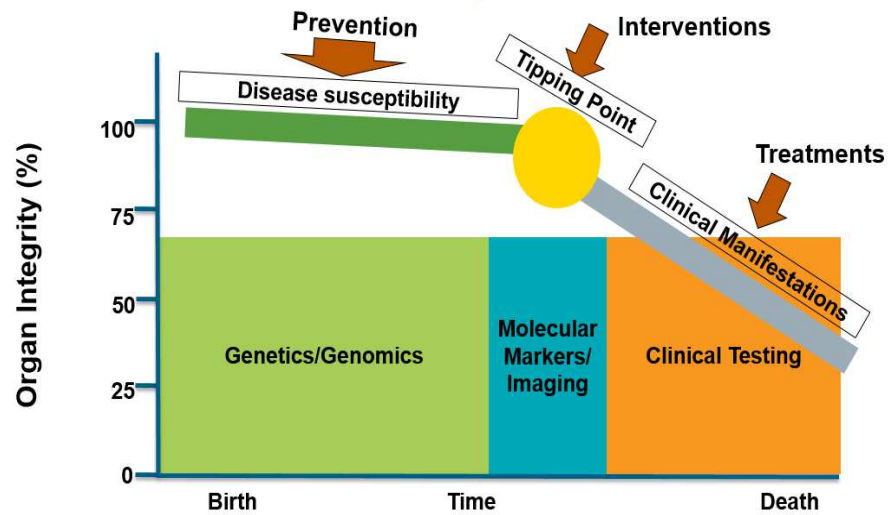 Prevention
Interventions
Disease susceptibility
Tipping Point
Treatments
Clinical Manifestations
Organ Integrity (%)
100
75
50
25
0
Genetics/Genomics
Molecular
Markers/
Imaging
Clinical Testing
Birth
Time
Death